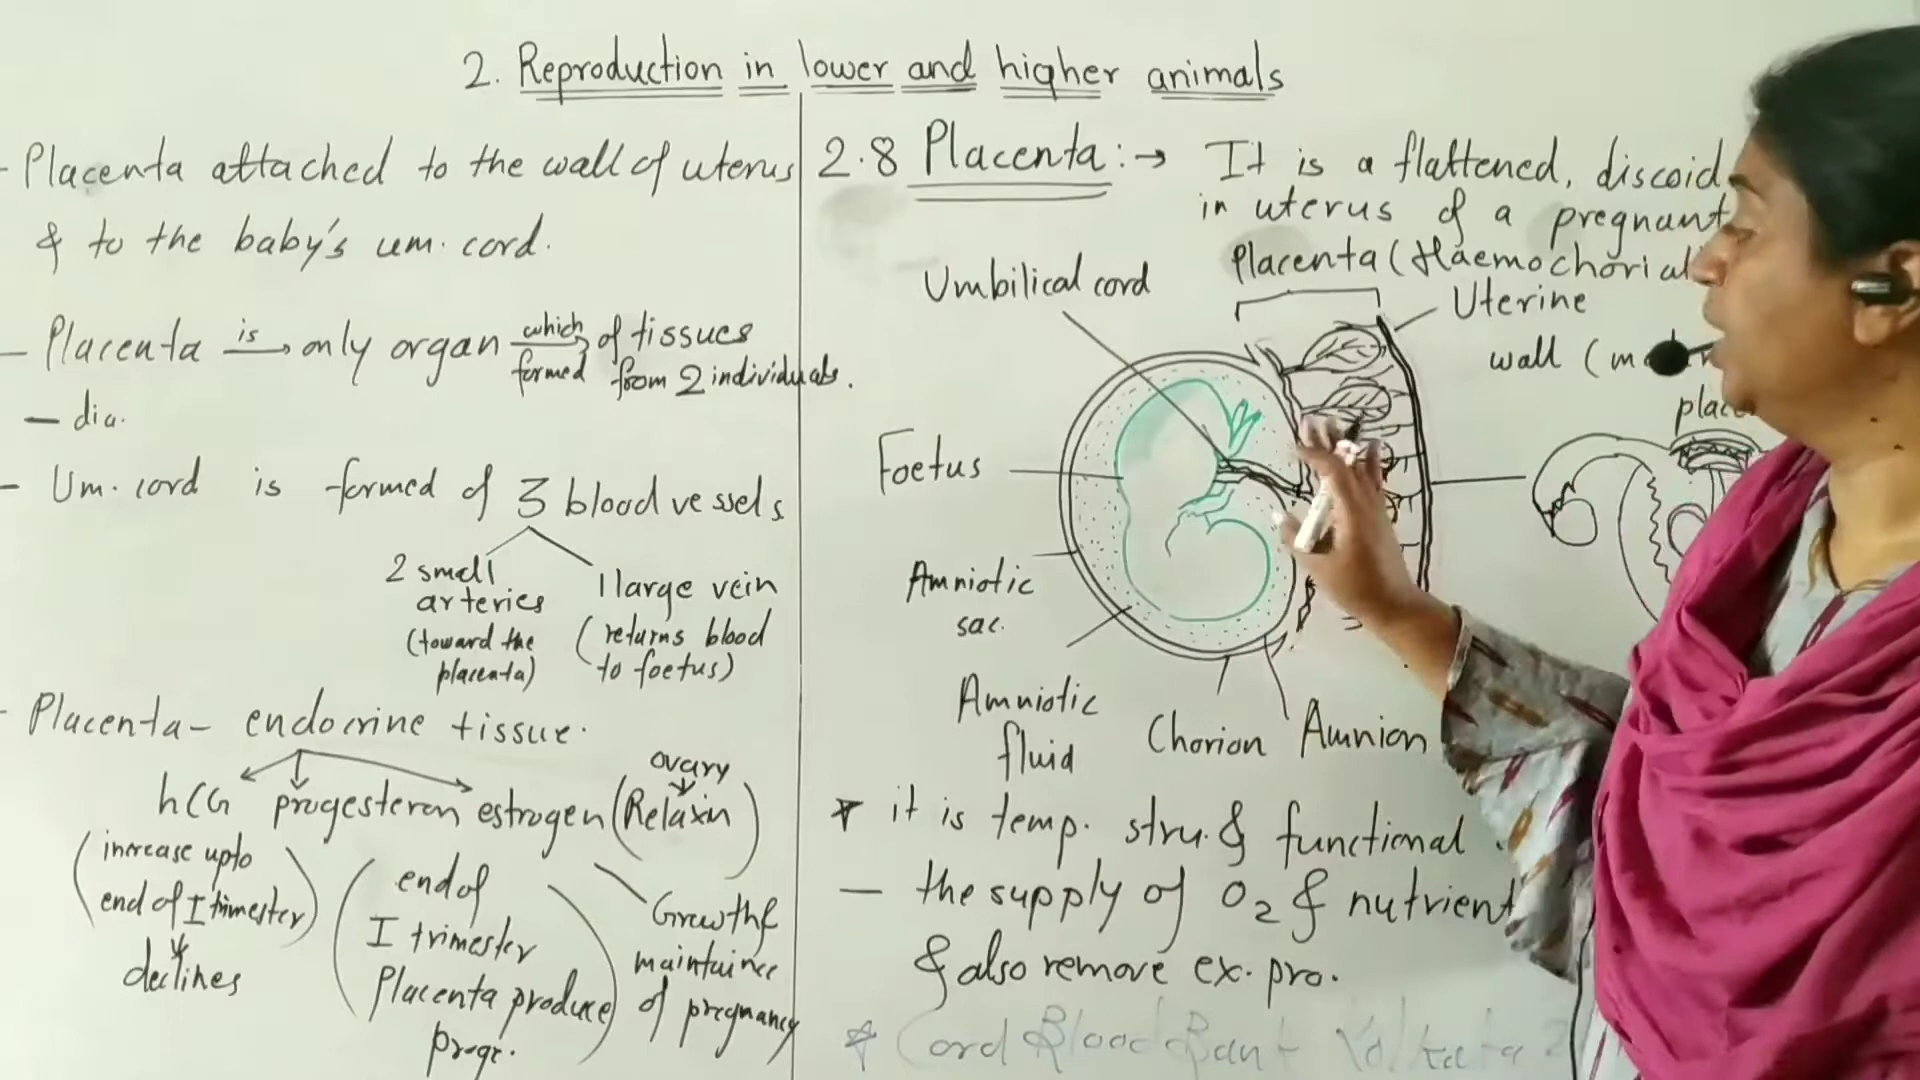 2. Reproduction in lower and higher animals
- Placenta attached to the wall of uterus
& to the baby's um. cord.
- Placenta is → only organ which formed of tissues
from 2 individuals.
- dia.
- Um. cord is formed of 3 blood vessels
2 small
arteries
(toward the
placenta)
1 large vein
(returns blood
to foetus)
- Placenta - endocrine tissue.
hCG progesteron estrogen (Relaxin)
ovary
(increase upto
end of I trimester)
declines
(end of
I trimester
Placenta produce)
proge.
Growth &
maintaince
of pregnancy
2.8 Placenta :→ It is a flattened, discoid
in uterus of a pregnant
Placenta (Haemochorial
Umbilical cord
Uterine
wall
Foetus
Amniotic
sac.
Amniotic
fluid
Chorion
Amnion
* it is temp. stru. & functional
- the supply of O2 & nutrient
& also remove ex. pro.
* Cord Blood